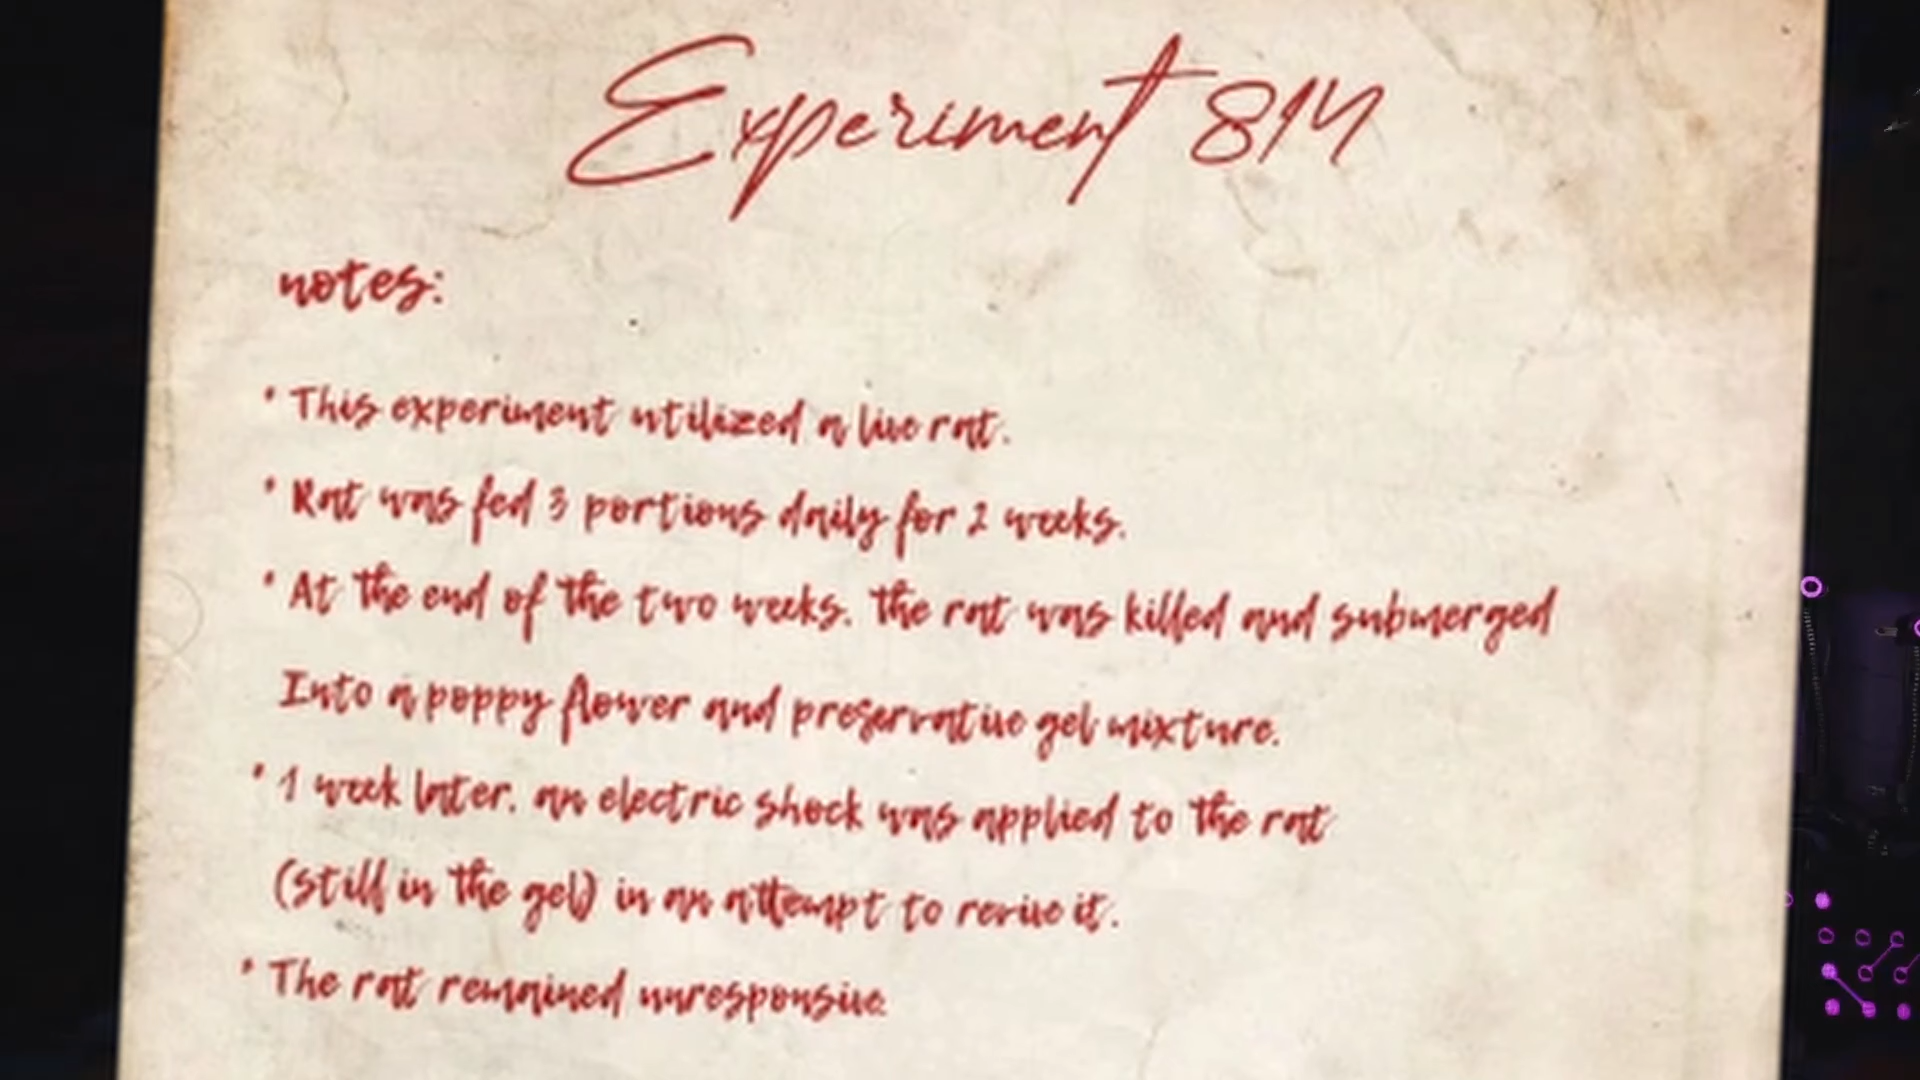 Experiment 814
notes:
* This experiment utilized a live rat.
* Rat was fed 3 portions daily for 2 weeks.
* At the end of the two weeks, the rat was killed and submerged
Into a poppy flower and preservative gel mixture.
* 1 week later, an electric shock was applied to the rat
(still in the gel) in an attempt to revive it.
* The rat remained unresponsive.